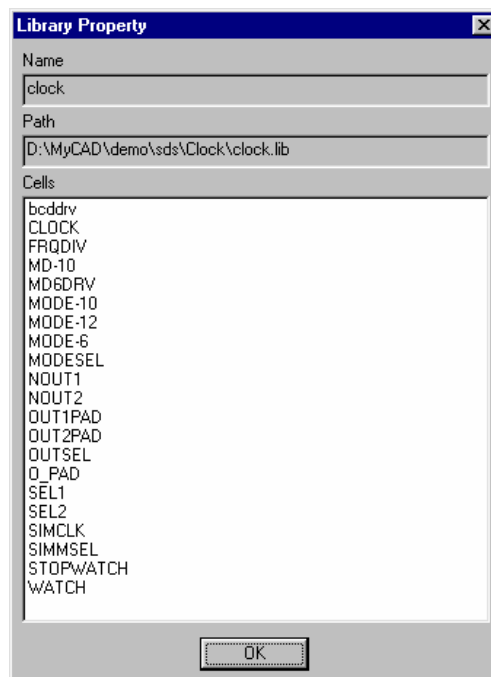 Library Property
Name
clock
Path
D:\MyCAD\demo\sds\Clock\clock.lib
Cells
bcddrv
CLOCK
FRQDIV
MD-10
MD6DRV
MODE-10
MODE-12
MODE-6
MODESEL
NOUT1
NOUT2
OUT1PAD
OUT2PAD
OUTSEL
O_PAD
SEL1
SEL2
SIMCLK
SIMMSEL
STOPWATCH
WATCH
OK